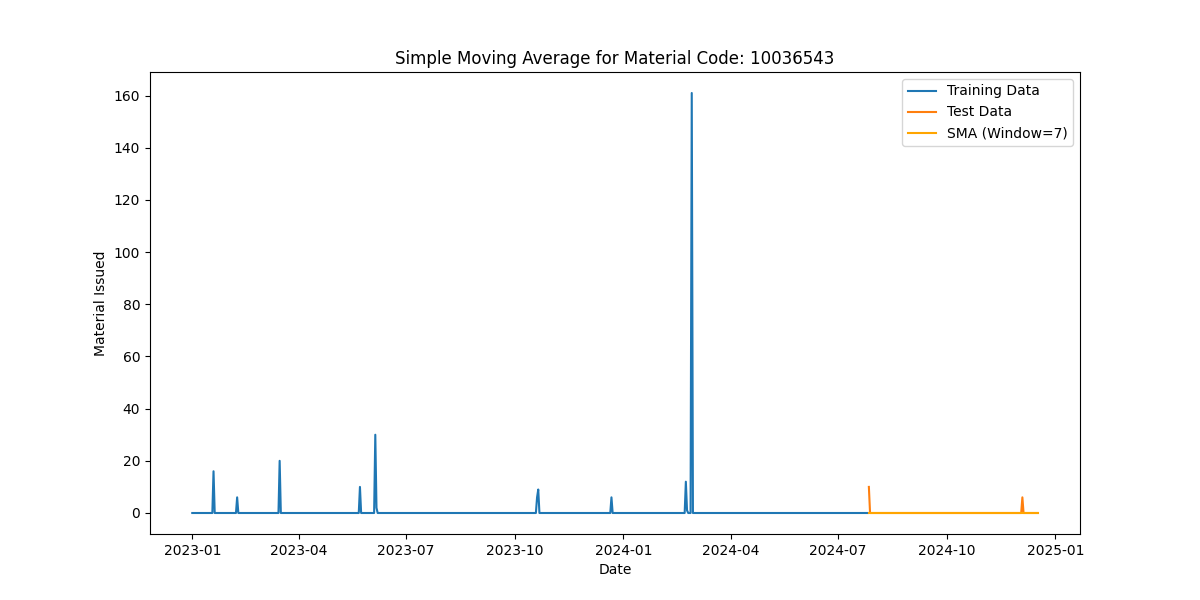 Simple Moving Average for Material Code: 10036543
Training Data
Test Data
SMA (Window=7)
Material Issued
160
140
120
100
80
60
40
20
0
2023-01 2023-04 2023-07 2023-10 2024-01 2024-04 2024-07 2024-10 2025-01
Date